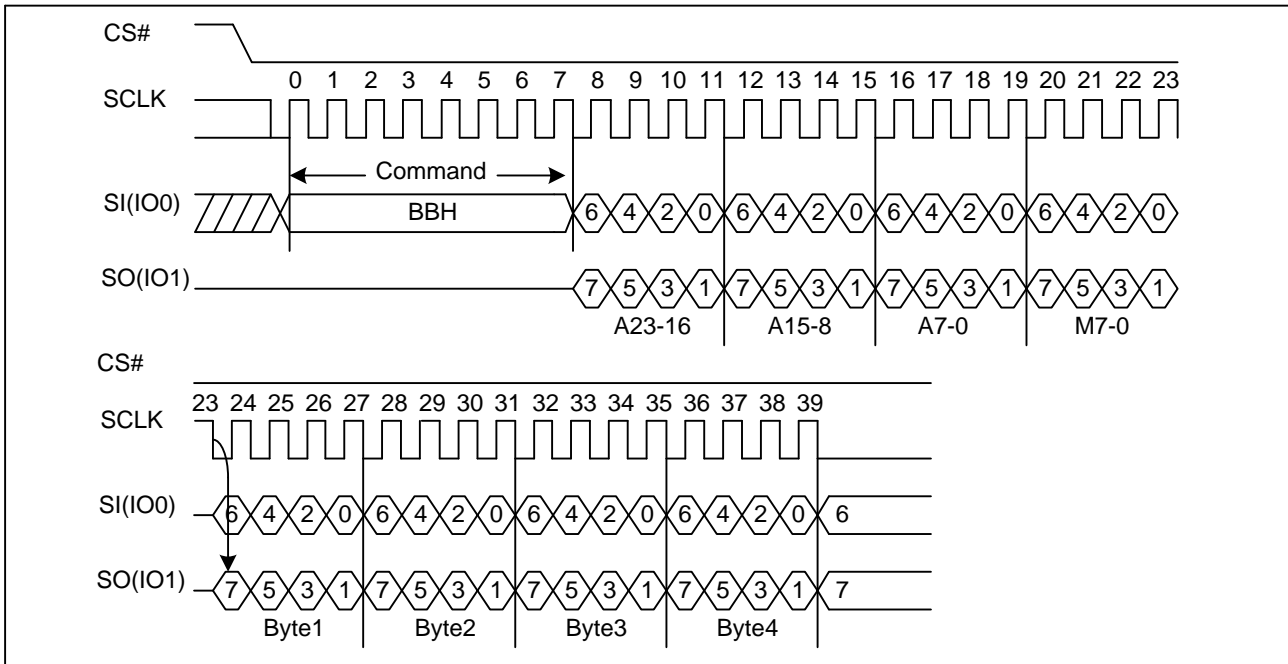 CS#
0 1 2 3 4 5 6 7 8 9 10 11 12 13 14 15 16 17 18 19 20 21 22 23
SCLK
Command
SI(IO0)
BBH
6 4 2 0 6 4 2 0 6 4 2 0 6 4 2 0
SO(IO1)
7 5 3 1 7 5 3 1 7 5 3 1 7 5 3 1
A23-16 A15-8 A7-0 M7-0
CS#
23 24 25 26 27 28 29 30 31 32 33 34 35 36 37 38 39
SCLK
SI(IO0)
6 4 2 0 6 4 2 0 6 4 2 0 6 4 2 0 6
SO(IO1)
7 5 3 1 7 5 3 1 7 5 3 1 7 5 3 1 7
Byte1 Byte2 Byte3 Byte4